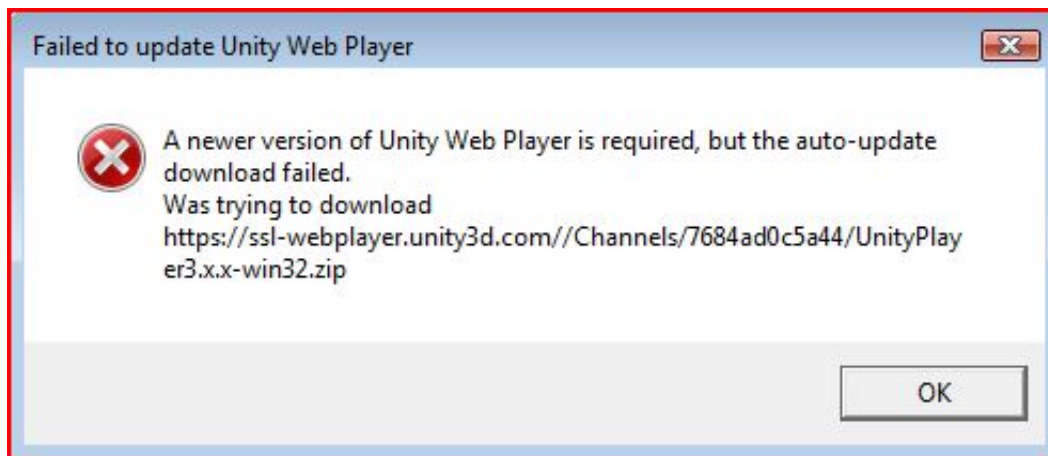 Failed to update Unity Web Player
A newer version of Unity Web Player is required, but the auto-update
download failed.
Was trying to download
https://ssl-webplayer.unity3d.com//Channels/7684ad0c5a44/UnityPlay
er3.x.x-win32.zip
OK